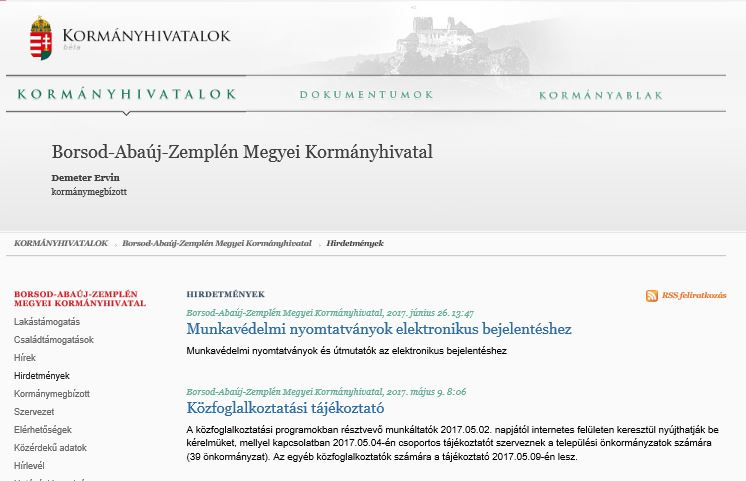 KORMÁNYHIVATALOK
béta
KORMÁNYHIVATALOK
DOKUMENTUMOK
KORMÁNYABLAK
Borsod-Abaúj-Zemplén Megyei Kormányhivatal
Demeter Ervin
kormánymegbízott
KORMÁNYHIVATALOK . Borsod-Abaúj-Zemplén Megyei Kormányhivatal . Hirdetmények
BORSOD-ABAÚJ-ZEMPLÉN
MEGYEI KORMÁNYHIVATAL
Lakástámogatás
Családtámogatások
Hírek
Hirdetmények
Kormánymegbízott
Szervezet
Elérhetőségek
Közérdekű adatok
Hírlevél
HIRDETMÉNYEK
RSS feliratkozás
Borsod-Abaúj-Zemplén Megyei Kormányhivatal, 2017. június 26. 13:47
Munkavédelmi nyomtatványok elektronikus bejelentéshez
Munkavédelmi nyomtatványok és útmutatók az elektronikus bejelentéshez
Borsod-Abaúj-Zemplén Megyei Kormányhivatal, 2017. május 9. 8:06
Közfoglalkoztatási tájékoztató
A közfoglalkoztatási programokban résztvevő munkáltatók 2017.05.02. napjától internetes felületen keresztül nyújthatják be
kérelmüket, mellyel kapcsolatban 2017.05.04-én csoportos tájékoztatót szerveznek a települési önkormányzatok számára
(39 önkormányzat). Az egyéb közfoglalkoztatók számára a tájékoztató 2017.05.09-én lesz.